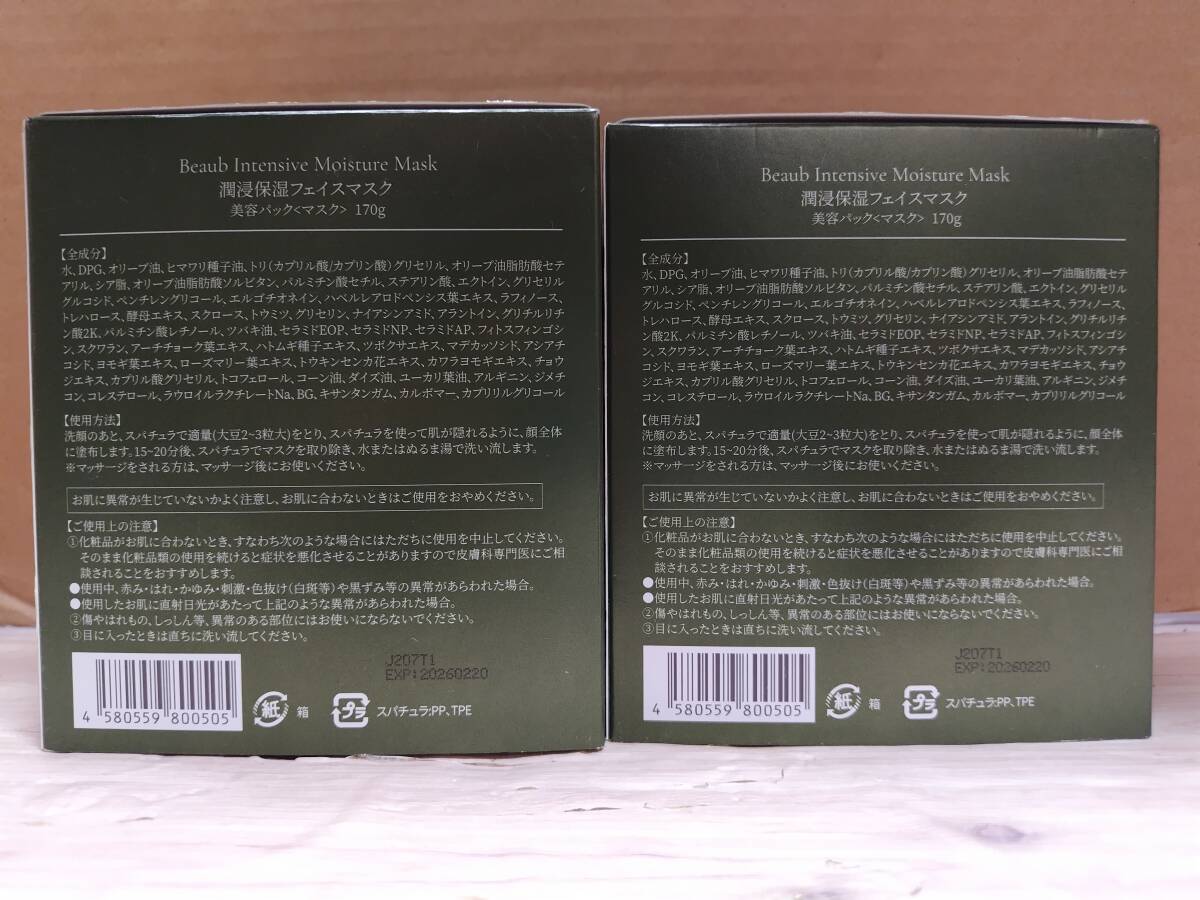 Beaub Intensive Moisture Mask
潤浸保湿フェイスマスク
美容パック<マスク> 170g
【全成分】
水、DPG、オリーブ油、ヒマワリ種子油、トリ(カプリル酸/カプリン酸)グリセリル、オリーブ油脂肪酸セテ
アリル、シア脂、オリーブ油脂肪酸ソルビタン、パルミチン酸セチル、ステアリン酸、エクトイン、グリセリル
グルコシド、ペンチレングリコール、エルゴチオネイン、ハベルレアロドペンシス葉エキス、ラフィノース、
トレハロース、酵母エキス、スクロース、トウミツ、グリセリン、ナイアシンアミド、アラントイン、グリチルリチ
ン酸2K、パルミチン酸レチノール、ツバキ油、セラミドEOP、セラミドNP、セラミドAP、フィトスフィンゴシ
ン、スクワラン、アーチチョーク葉エキス、ハトムギ種子エキス、ツボクサエキス、マデカッソシド、アシアチ
コシド、ヨモギ葉エキス、ローズマリー葉エキス、トウキンセンカ花エキス、カワラヨモギエキス、チョウ
ジエキス、カプリル酸グリセリル、トコフェロール、コーン油、ダイズ油、ユーカリ葉油、アルギニン、ジメチ
コン、コレステロール、ラウロイルラクチレートNa、BG、キサンタンガム、カルボマー、カプリリルグリコール
【使用方法】
洗顔のあと、スパチュラで適量(大豆2~3粒大)をとり、スパチュラを使って肌が隠れるように、顔全体
に塗布します。15~20分後、スパチュラでマスクを取り除き、水またはぬるま湯で洗い流します。
※マッサージをされる方は、マッサージ後にお使いください。
お肌に異常が生じていないかよく注意し、お肌に合わないときはご使用をおやめください。
【ご使用上の注意】
①化粧品がお肌に合わないとき、すなわち次のような場合にはただちに使用を中止してください。
そのまま化粧品類の使用を続けると症状を悪化させることがありますので皮膚科専門医にご相
談されることをおすすめします。
●使用中、赤み・はれ・かゆみ・刺激・色抜け(白斑等)や黒ずみ等の異常があらわれた場合。
●使用したお肌に直射日光があたって上記のような異常があらわれた場合。
②傷やはれもの、しっしん等、異常のある部位にはお使いにならないでください。
③目に入ったときは直ちに洗い流してください。
J207T1
EXP:20260220
4 580559 800505
紙 箱
プラ スパチュラ:PP、TPE
Beaub Intensive Moisture Mask
潤浸保湿フェイスマスク
美容パック<マスク> 170g
【全成分】
水、DPG、オリーブ油、ヒマワリ種子油、トリ(カプリル酸/カプリン酸)グリセリル、オリーブ油脂肪酸セテ
アリル、シア脂、オリーブ油脂肪酸ソルビタン、パルミチン酸セチル、ステアリン酸、エクトイン、グリセリル
グルコシド、ペンチレングリコール、エルゴチオネイン、ハベルレアロドペンシス葉エキス、ラフィノース、
トレハロース、酵母エキス、スクロース、トウミツ、グリセリン、ナイアシンアミド、アラントイン、グリチルリチ
ン酸2K、パルミチン酸レチノール、ツバキ油、セラミドEOP、セラミドNP、セラミドAP、フィトスフィンゴシ
ン、スクワラン、アーチチョーク葉エキス、ハトムギ種子エキス、ツボクサエキス、マデカッソシド、アシアチ
コシド、ヨモギ葉エキス、ローズマリー葉エキス、トウキンセンカ花エキス、カワラヨモギエキス、チョウ
ジエキス、カプリル酸グリセリル、トコフェロール、コーン油、ダイズ油、ユーカリ葉油、アルギニン、ジメチ
コン、コレステロール、ラウロイルラクチレートNa、BG、キサンタンガム、カルボマー、カプリリルグリコール
【使用方法】
洗顔のあと、スパチュラで適量(大豆2~3粒大)をとり、スパチュラを使って肌が隠れるように、顔全体
に塗布します。15~20分後、スパチュラでマスクを取り除き、水またはぬるま湯で洗い流します。
※マッサージをされる方は、マッサージ後にお使いください。
お肌に異常が生じていないかよく注意し、お肌に合わないときはご使用をおやめください。
【ご使用上の注意】
①化粧品がお肌に合わないとき、すなわち次のような場合にはただちに使用を中止してください。
そのまま化粧品類の使用を続けると症状を悪化させることがありますので皮膚科専門医にご相
談されることをおすすめします。
●使用中、赤み・はれ・かゆみ・刺激・色抜け(白斑等)や黒ずみ等の異常があらわれた場合。
●使用したお肌に直射日光があたって上記のような異常があらわれた場合。
②傷やはれもの、しっしん等、異常のある部位にはお使いにならないでください。
③目に入ったときは直ちに洗い流してください。
J207T1
EXP:20260220
4 580559 800505
紙 箱
プラ スパチュラ:PP、TPE